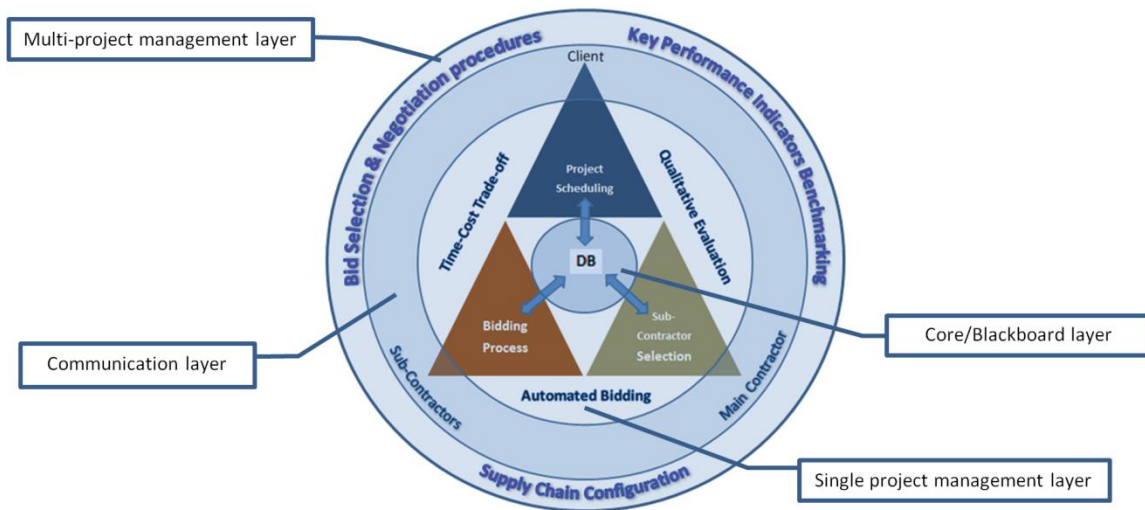 Multi-project management layer
Bid Selection & Negotiation procedures
Key Performance Indicators Benchmarking
Client
Project
Scheduling
Time-Cost Trade-off
Qualitative Evaluation
DB
Core/Blackboard layer
Bidding
Process
Sub-
Contractor
Selection
Communication layer
Sub-Contractors
Automated Bidding
Main Contractor
Supply Chain Configuration
Single project management layer